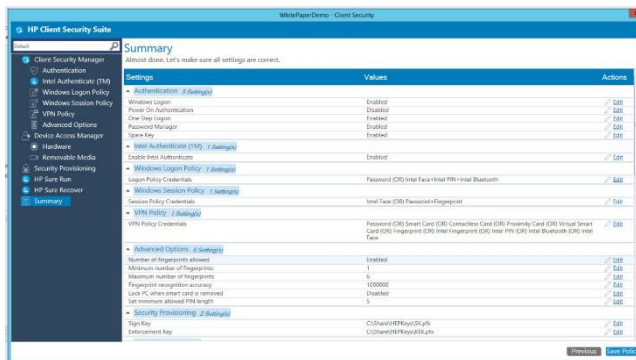 WhitePaperDemo - Client Security
HP Client Security Suite
Default
Client Security Manager
Authentication
Intel Authenticate (TM)
Windows Logon Policy
Windows Session Policy
VPN Policy
Advanced Options
Device Access Manager
Hardware
Removable Media
Security Provisioning
HP Sure Run
HP Sure Recover
Summary
Summary
Almost done. Let's make sure all settings are correct.
Settings Values Actions
Authentication 5 Setting(s)
Windows Logon Enabled Edit
Power On Authentication Disabled Edit
One Step Logon Enabled Edit
Password Manager Enabled Edit
Spare Key Enabled Edit
Intel Authenticate (TM) 1 Setting(s)
Enable Intel Authenticate Enabled Edit
Windows Logon Policy 1 Setting(s)
Logon Policy Credentials Password (OR) Intel Face+Intel PIN+Intel Bluetooth Edit
Windows Session Policy 1 Setting(s)
Session Policy Credentials Intel Face (OR) Password+Fingerprint Edit
VPN Policy 1 Setting(s)
VPN Policy Credentials Password (OR) Smart Card (OR) Contactless Card (OR) Proximity Card (OR) Virtual Smart Edit
Card (OR) Fingerprint (OR) Intel Fingerprint (OR) Intel PIN (OR) Intel Bluetooth (OR) Intel
Face
Advanced Options 6 Setting(s)
Number of fingerprints allowed Enabled Edit
Minimum number of fingerprints 1 Edit
Maximum number of fingerprints 6 Edit
Fingerprint recognition accuracy 1000000 Edit
Lock PC when smart card is removed Disabled Edit
Set minimum allowed PIN length 5 Edit
Security Provisioning 2 Setting(s)
Sign Key C:\Share\HEPKeys\SK.pfx Edit
Enforcement Key C:\Share\HEPKeys\KEK.pfx Edit
Previous Save Polic